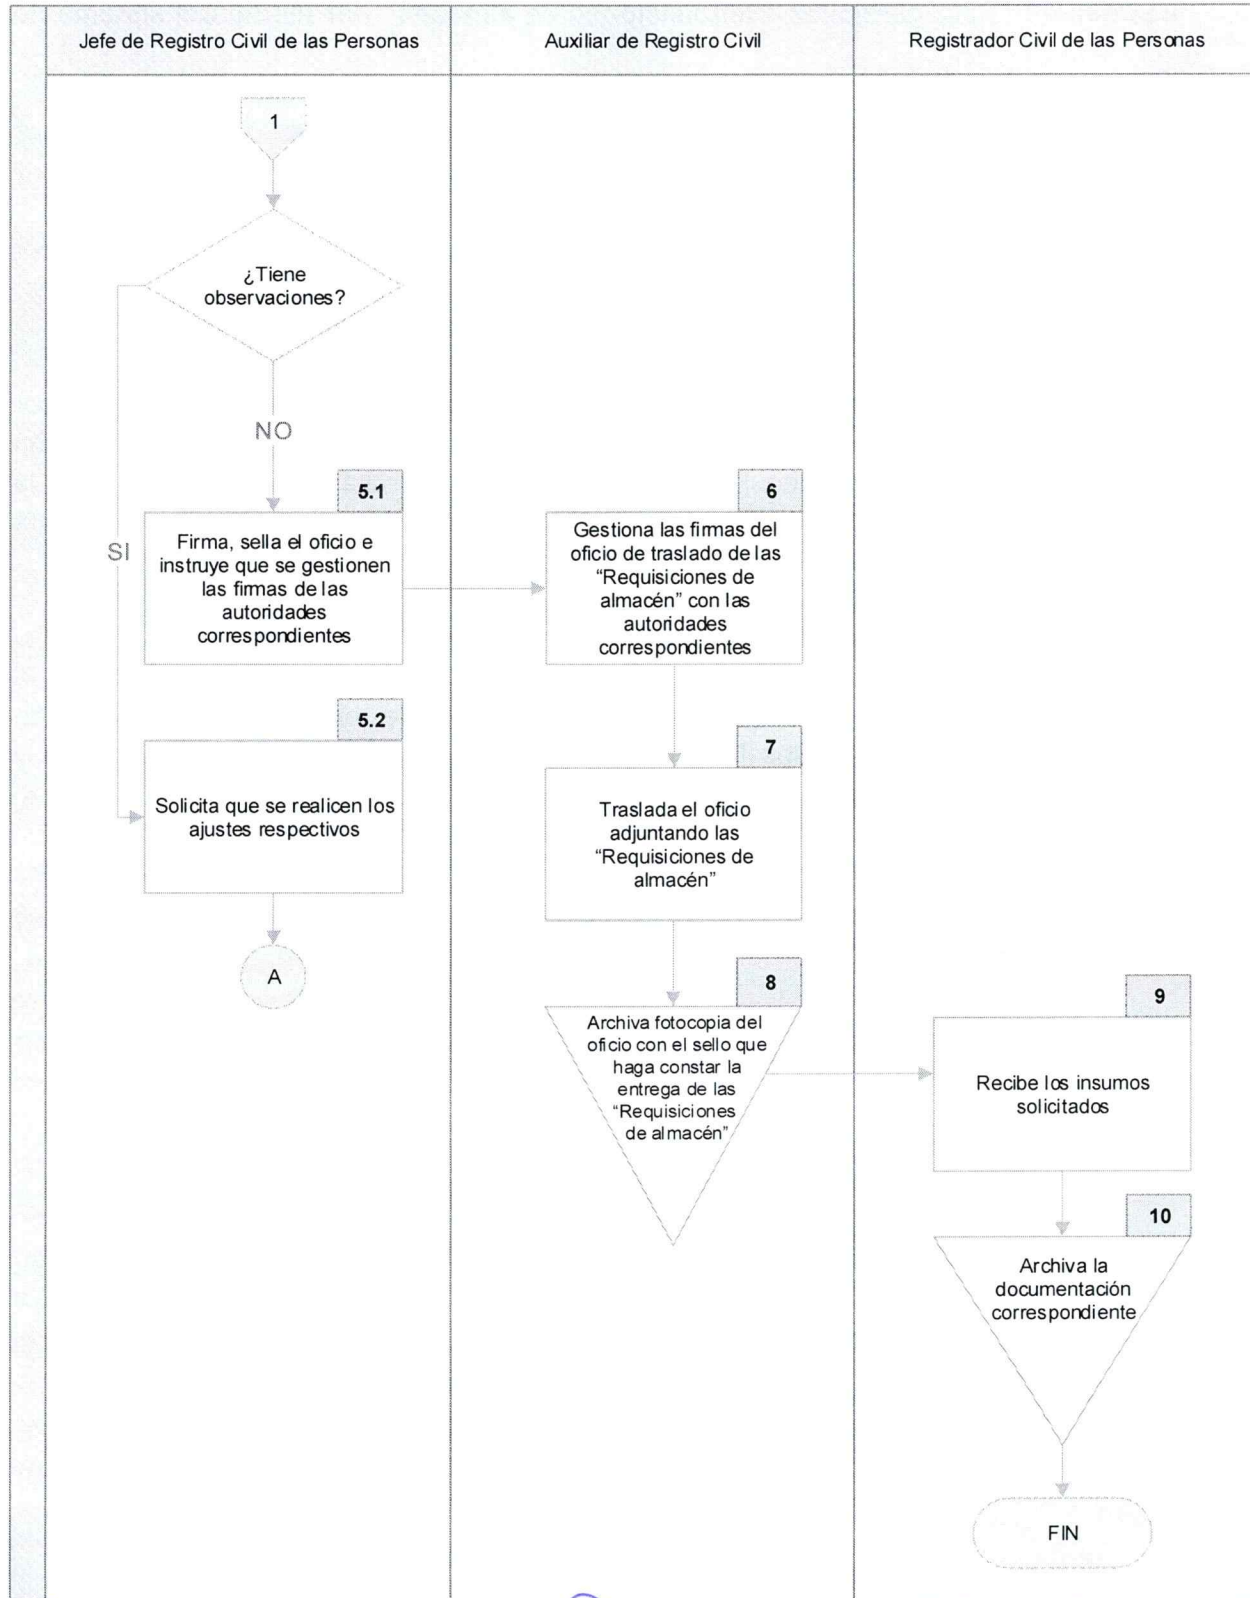 Jefe de Registro Civil de las Personas
Auxiliar de Registro Civil
Registrador Civil de las Personas
1
¿Tiene
observaciones?
NO
SI
5.1
Firma, sella el oficio e
instruye que se gestionen
las firmas de las
autoridades
correspondientes
5.2
Solicita que se realicen los
ajustes respectivos
A
6
Gestiona las firmas del
oficio de traslado de las
“Requisiciones de
almacén” con las
autoridades
correspondientes
7
Traslada el oficio
adjuntando las
“Requisiciones de
almacén”
8
Archiva fotocopia del
oficio con el sello que
haga constar la
entrega de las
“Requisiciones
de almacén”
9
Recibe los insumos
solicitados
10
Archiva la
documentación
correspondiente
FIN